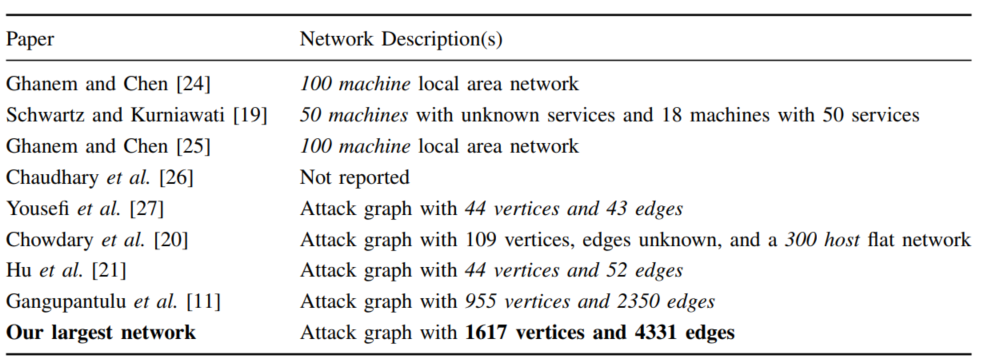 Paper Network Description(s)
Ghanem and Chen [24] 100 machine local area network
Schwartz and Kurniawati [19] 50 machines with unknown services and 18 machines with 50 services
Ghanem and Chen [25] 100 machine local area network
Chaudhary et al. [26] Not reported
Yousefi et al. [27] Attack graph with 44 vertices and 43 edges
Chowdary et al. [20] Attack graph with 109 vertices, edges unknown, and a 300 host flat network
Hu et al. [21] Attack graph with 44 vertices and 52 edges
Gangupantulu et al. [11] Attack graph with 955 vertices and 2350 edges
Our largest network Attack graph with 1617 vertices and 4331 edges